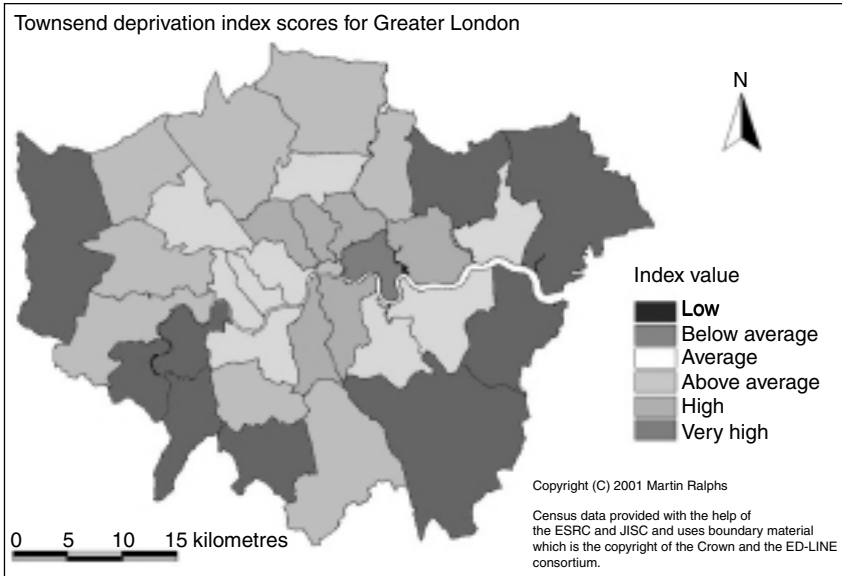 Townsend deprivation index scores for Greater London
N
Index value
Low
Below average
Average
Above average
High
Very high
Copyright (C) 2001 Martin Ralphs
Census data provided with the help of
the ESRC and JISC and uses boundary material
which is the copyright of the Crown and the ED-LINE
consortium.
0 5 10 15 kilometres